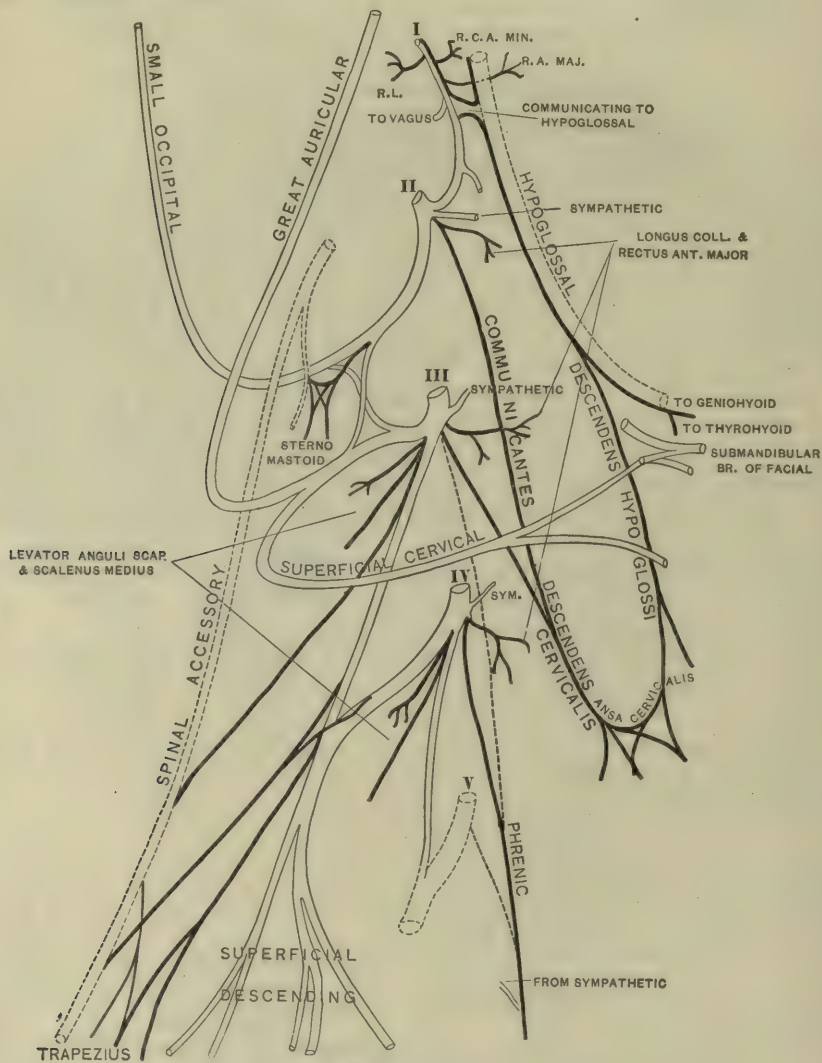 I
R.C.A. MIN.
R.A. MAJ.
R.L.
TO VAGUS
COMMUNICATING TO
HYPOGLOSSAL
SMALL OCCIPITAL
GREAT AURICULAR
II
HYPOGLOSSAL
SYMPATHETIC
LONGUS COLL. &
RECTUS ANT. MAJOR
COMMUNICANTES
III
SYMPATHETIC
DESCENDENS HYPOGLOSSI
TO GENIOHYOID
TO THYROHYOID
SUBMANDIBULAR
BR. OF FACIAL
STERNO
MASTOID
LEVATOR ANGULI SCAP.
& SCALENUS MEDIUS
SUPERFICIAL CERVICAL
IV
SYM.
DESCENDENS
CERVICALIS
ANSA CERVICALIS
SPINAL ACCESSORY
V
PHRENIC
SUPERFICIAL
DESCENDING
FROM SYMPATHETIC
TRAPEZIUS